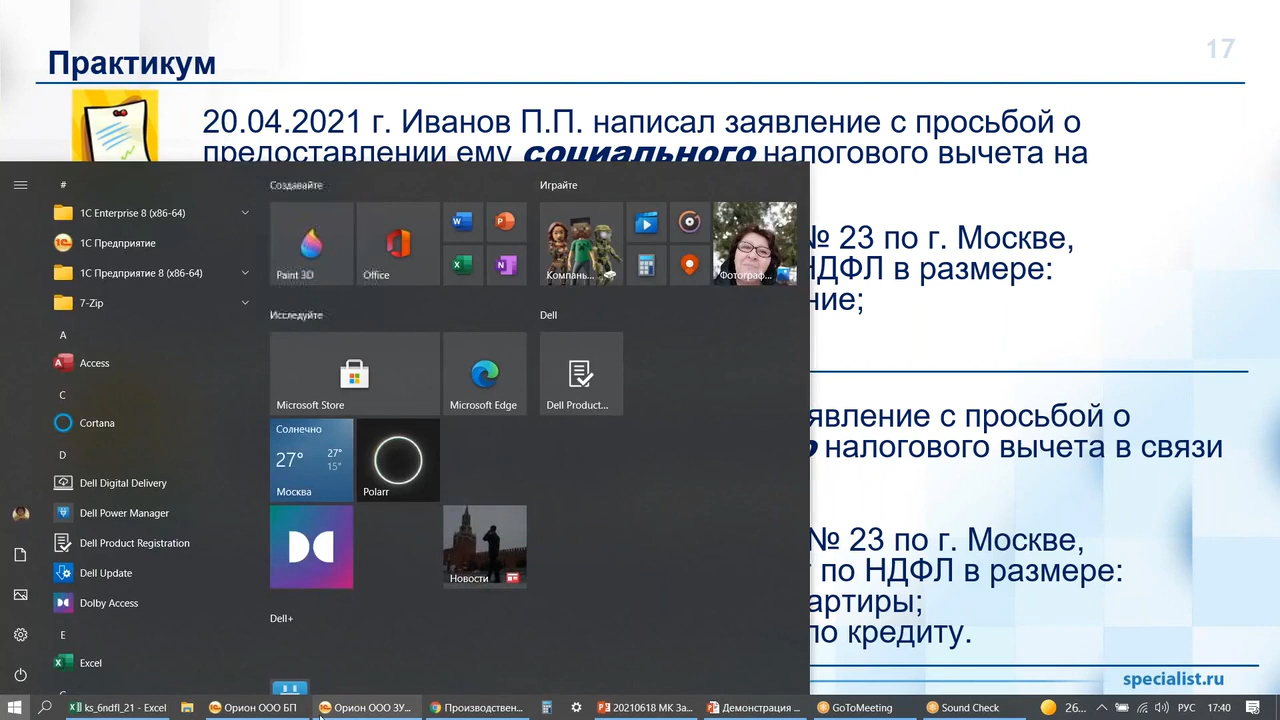 17
Практикум
20.04.2021 г. Иванов П.П. написал заявление с просьбой о
предоставлении ему социального налогового вычета на
№ 23 по г. Москве,
НДФЛ в размере:
ние;
явление с просьбой о
налогового вычета в связи
№ 23 по г. Москве,
по НДФЛ в размере:
артиры;
по кредиту.
specialist.ru
#
1C Enterprise 8 (x86-64)
1С Предприятие
1С Предприятие 8 (x86-64)
7-Zip
A
Access
C
Cortana
D
Dell Digital Delivery
Dell Power Manager
Dell Product Registration
Dell Update
Dolby Access
E
Excel
Создавайте
Paint 3D
Office
Играйте
Компань...
Фотограф...
Исследуйте
Microsoft Store
Microsoft Edge
Dell
Dell Product...
Солнечно
27°
27°
15°
Москва
Polarr
Новости
Dell+
ks_6ndfl_21 - Excel
Орион ООО БП
Орион ООО ЗУ...
Производствен...
20210618 МК За...
Демонстрация ...
GoToMeeting
Sound Check
26...
РУС
17:40